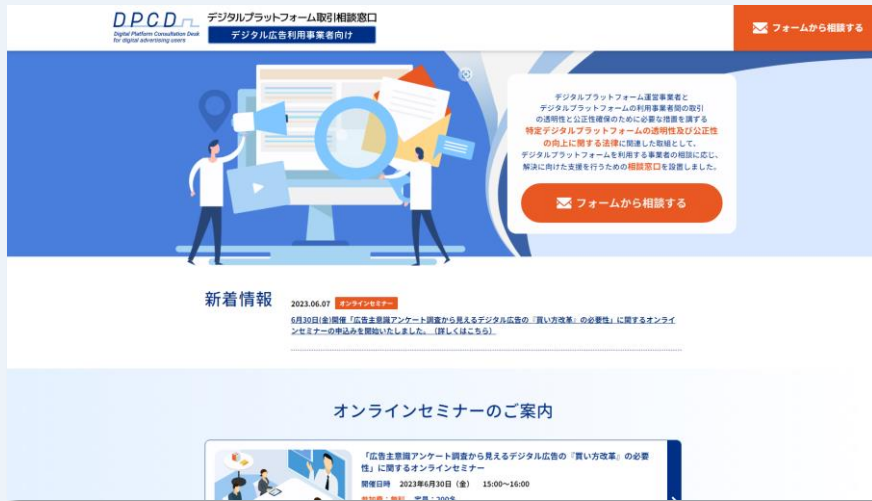 DPCD
Digital Platform Consultation Desk
for digital advertising users
デジタルプラットフォーム取引相談窓口
デジタル広告利用事業者向け
フォームから相談する
デジタルプラットフォーム運営事業者と
デジタルプラットフォームの利用事業者間の取引
の透明性と公正性確保のために必要な措置を講ずる
特定デジタルプラットフォームの透明性及び公正性
の向上に関する法律に関連した取組として、
デジタルプラットフォームを利用する事業者の相談に応じ、
解決に向けた支援を行うための相談窓口を設置しました。
フォームから相談する
新着情報
2023.06.07 オンラインセミナー
6月30日(金)開催「広告主意識アンケート調査から見えるデジタル広告の『買い方改革』の必要性」に関するオンライ
ンセミナーの申込みを開始いたしました。（詳しくはこちら）
オンラインセミナーのご案内
「広告主意識アンケート調査から見えるデジタル広告の『買い方改革』の必要
性」に関するオンラインセミナー
開催日時 2023年6月30日（金） 15:00~16:00
参加費：無料 定員：200名